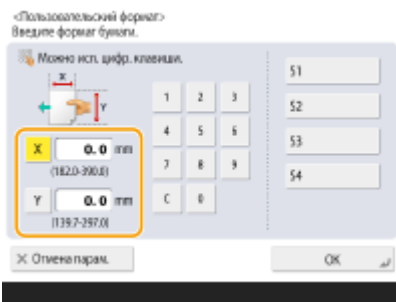 <Пользовательский формат>
Введите формат бумаги.
Можно исп. цифр. клавиши.
X
Y
1 2 3
4 5 6
7 8 9
C 0
X 0.0 mm
(182.0-390.0)
Y 0.0 mm
(139.7-297.0)
S1
S2
S3
S4
× Отмена парам.
OK